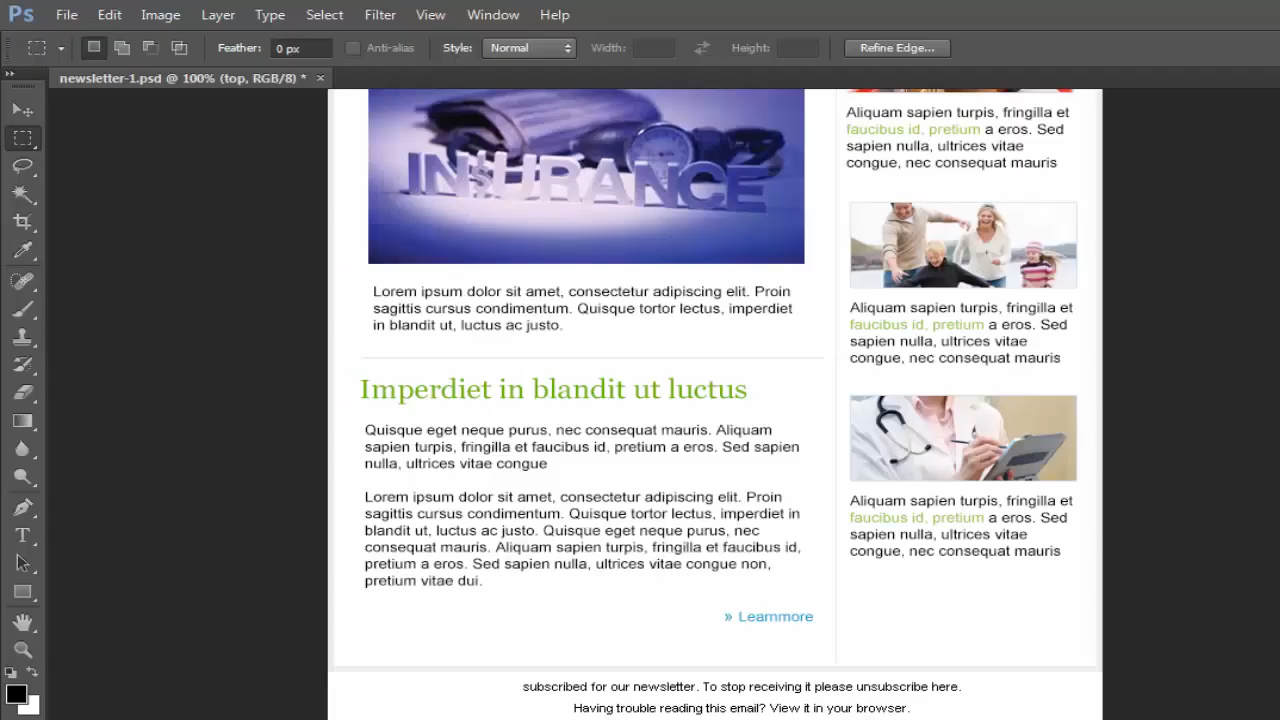 Ps File Edit Image Layer Type Select Filter View Window Help
Feather: 0 px Anti-alias Style: Normal Width: Height: Refine Edge...
newsletter-1.psd @ 100% (top, RGB/8) * ×
INSURANCE
Lorem ipsum dolor sit amet, consectetur adipiscing elit. Proin
sagittis cursus condimentum. Quisque tortor lectus, imperdiet
in blandit ut, luctus ac justo.
Imperdiet in blandit ut luctus
Quisque eget neque purus, nec consequat mauris. Aliquam
sapien turpis, fringilla et faucibus id, pretium a eros. Sed sapien
nulla, ultrices vitae congue
Lorem ipsum dolor sit amet, consectetur adipiscing elit. Proin
sagittis cursus condimentum. Quisque tortor lectus, imperdiet in
blandit ut, luctus ac justo. Quisque eget neque purus, nec
consequat mauris. Aliquam sapien turpis, fringilla et faucibus id,
pretium a eros. Sed sapien nulla, ultrices vitae congue non,
pretium vitae dui.
» Learnmore
Aliquam sapien turpis, fringilla et
faucibus id, pretium a eros. Sed
sapien nulla, ultrices vitae
congue, nec consequat mauris
Aliquam sapien turpis, fringilla et
faucibus id, pretium a eros. Sed
sapien nulla, ultrices vitae
congue, nec consequat mauris
Aliquam sapien turpis, fringilla et
faucibus id, pretium a eros. Sed
sapien nulla, ultrices vitae
congue, nec consequat mauris
subscribed for our newsletter. To stop receiving it please unsubscribe here.
Having trouble reading this email? View it in your browser.